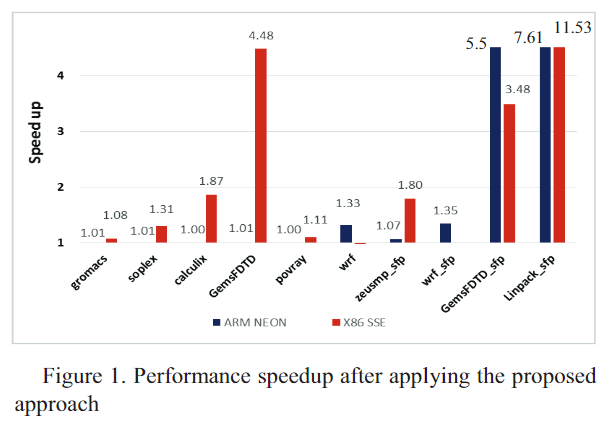 5.5 7.61 11.53
4.48
4
3.48
3
Speed up
2
1.87 1.80
1.31 1.33 1.35
1.08 1.11 1.07
1.01 1.01 1.00 1.01 1.00
1
gromacs soplex calculix GemsFDTD povray wrf zeusmp_sfp wrf_sfp GemsFDTD_sfp Linpack_sfp
ARM NEON X86 SSE
Figure 1. Performance speedup after applying the proposed
approach